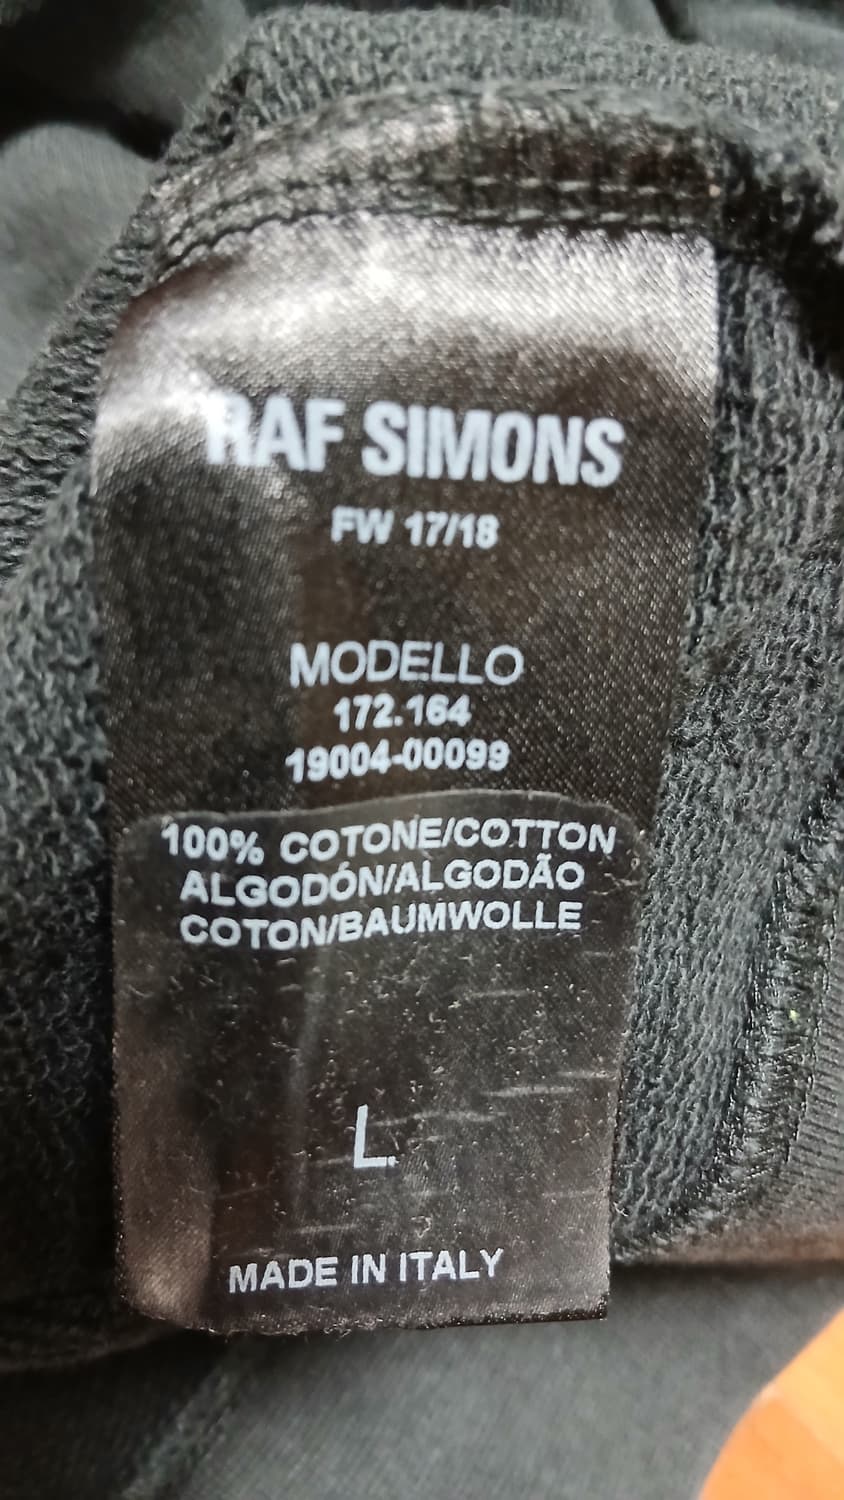 RAF SIMONS
FW 17/18
MODELLO
172.164
19004-00099
100% COTONE/COTTON
ALGODÓN/ALGODÃO
COTON/BAUMWOLLE
L
MADE IN ITALY